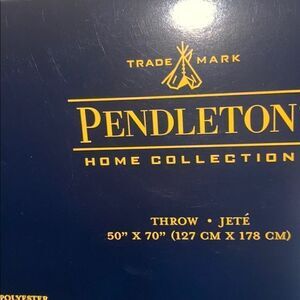 TRADE MARK
PENDLETON
HOME COLLECTION
THROW • JETÉ
50" X 70" (127 CM X 178 CM)
POLYESTER